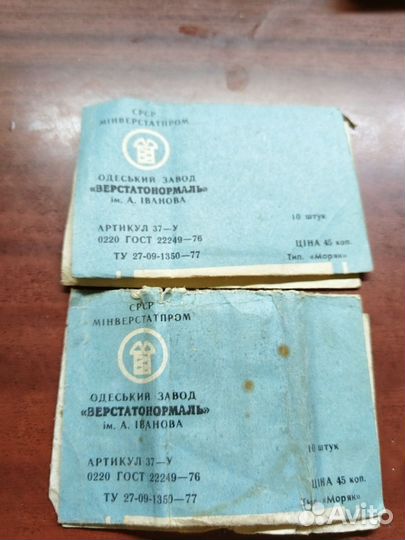 СРСР
МІНВЕРСТАТПРОМ
ОДЕСЬКИЙ ЗАВОД
«ВЕРСТАТОНОРМАЛЬ»
ім. А. ІВАНОВА
10 штук
АРТИКУЛ 37—У
ЦІНА 45 коп.
0220 ГОСТ 22249—76
Тип. «Моряк»
ТУ 27-09-1350—77
СРСР
МІНВЕРСТАТПРОМ
ОДЕСЬКИЙ ЗАВОД
«ВЕРСТАТОНОРМАЛЬ»
ім. А. ІВАНОВА
10 штук
АРТИКУЛ 37—У
0220 ГОСТ 22249—76
ЦІНА 45 коп.
ТУ 27-09-1350—77
Тип. «Моряк»
Avito